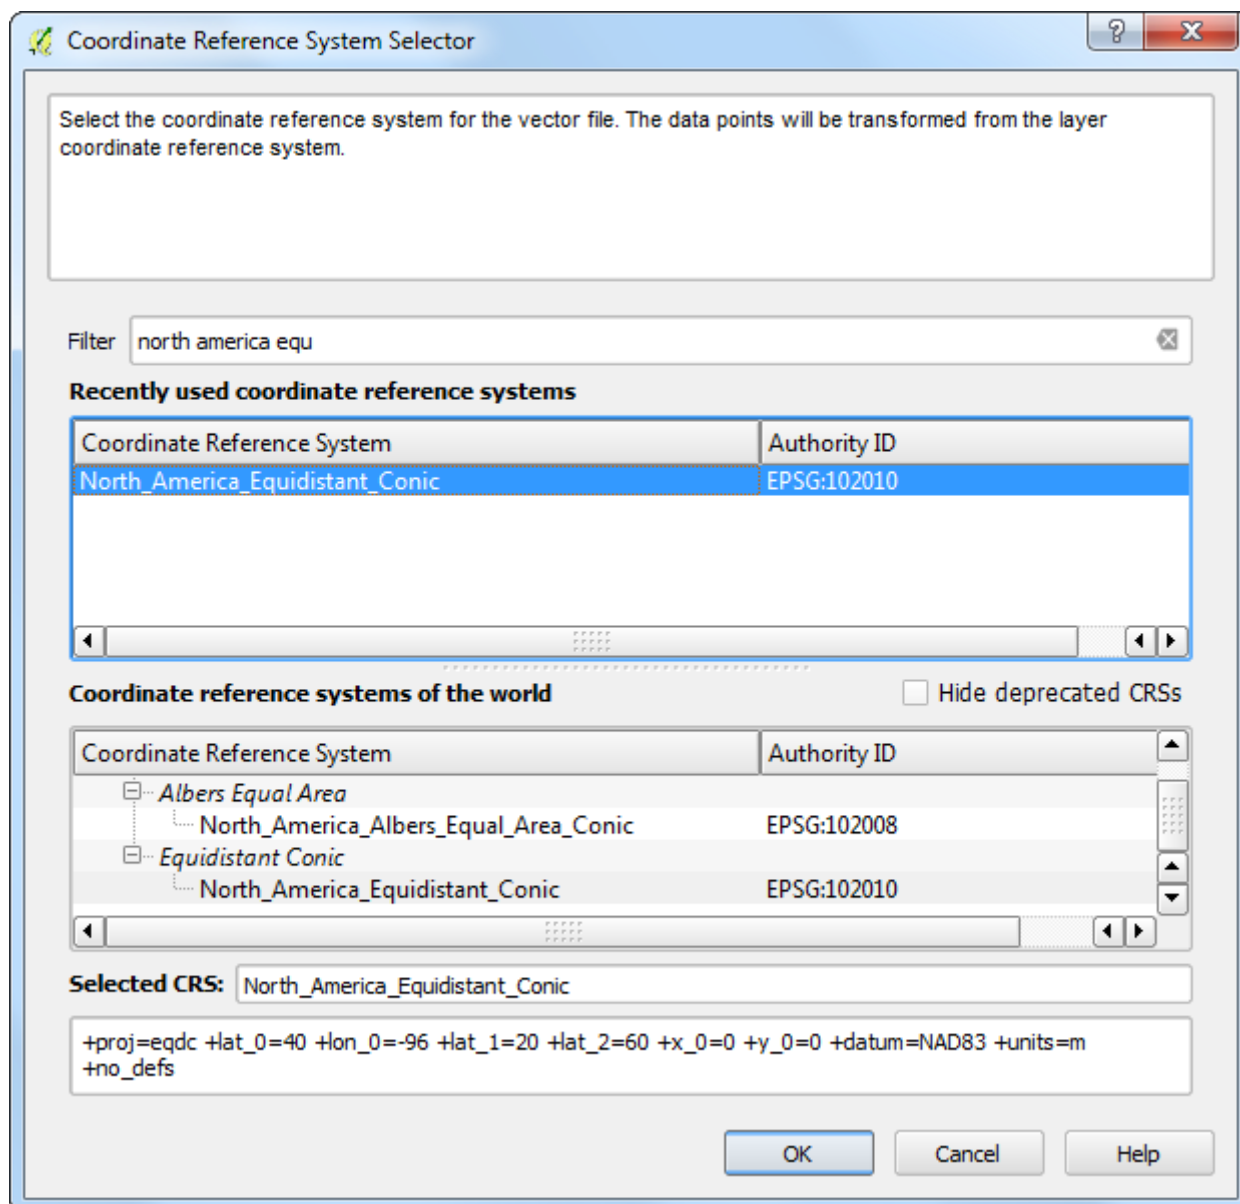 Coordinate Reference System Selector
Select the coordinate reference system for the vector file. The data points will be transformed from the layer
coordinate reference system.
Filter north america equ
Recently used coordinate reference systems
Coordinate Reference System Authority ID
North_America_Equidistant_Conic EPSG:102010
Coordinate reference systems of the world Hide deprecated CRSs
Coordinate Reference System Authority ID
Albers Equal Area
North_America_Albers_Equal_Area_Conic EPSG:102008
Equidistant Conic
North_America_Equidistant_Conic EPSG:102010
Selected CRS: North_America_Equidistant_Conic
+proj=eqdc +lat_0=40 +lon_0=-96 +lat_1=20 +lat_2=60 +x_0=0 +y_0=0 +datum=NAD83 +units=m
+no_defs
OK Cancel Help